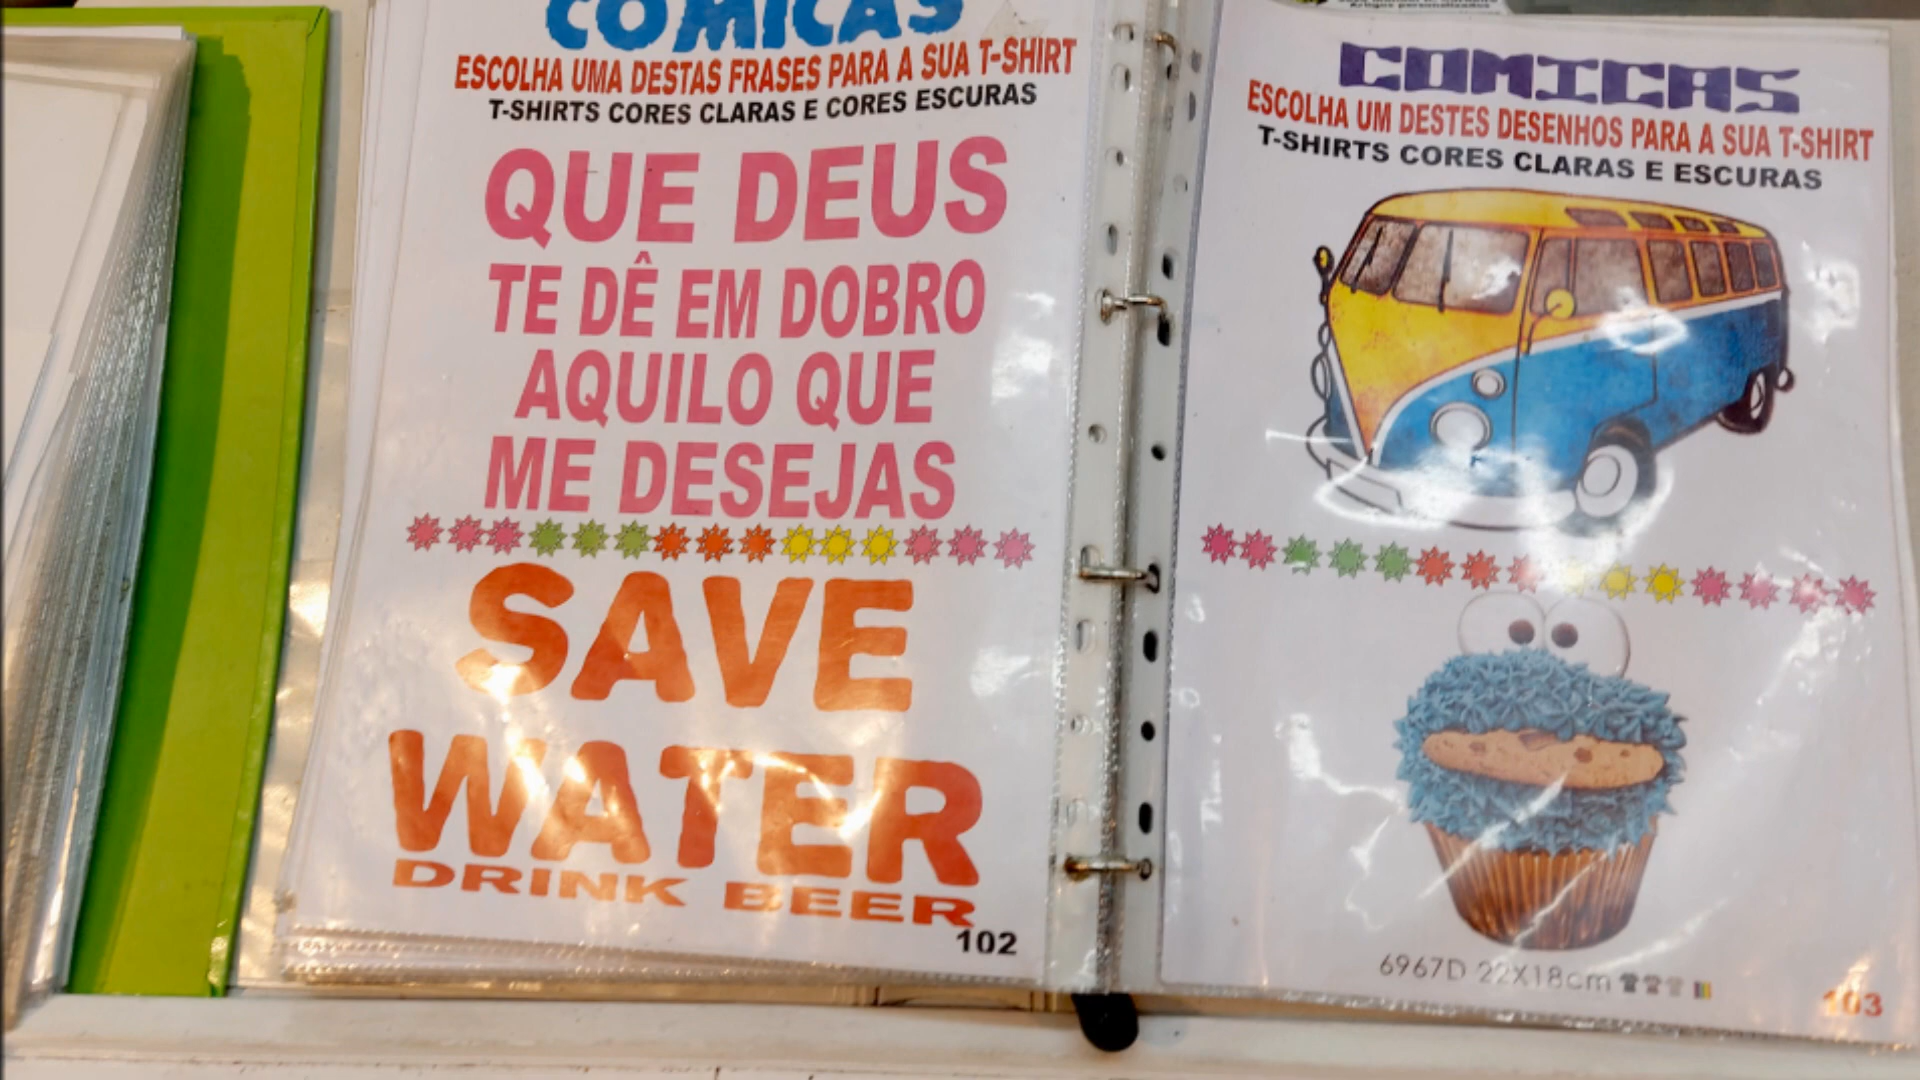 COMICAS
ESCOLHA UMA DESTAS FRASES PARA A SUA T-SHIRT
T-SHIRTS CORES CLARAS E CORES ESCURAS
QUE DEUS
TE DÊ EM DOBRO
AQUILO QUE
ME DESEJAS
SAVE
WATER
DRINK BEER
102
COMICAS
ESCOLHA UM DESTES DESENHOS PARA A SUA T-SHIRT
T-SHIRTS CORES CLARAS E ESCURAS
6967D 22X18cm
103